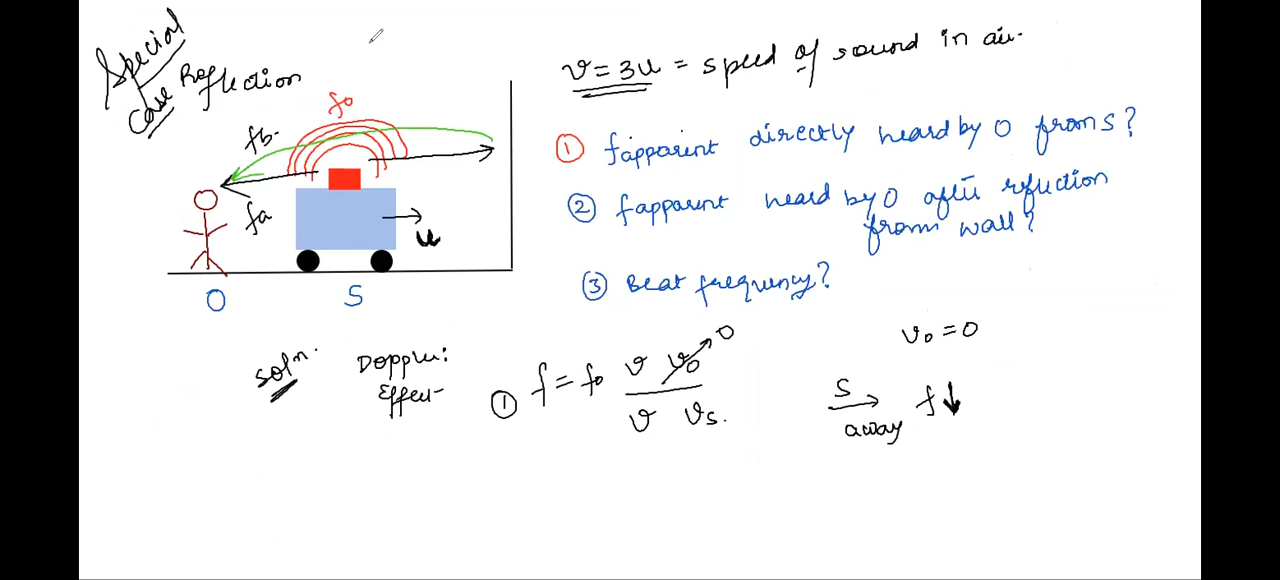 Special
Case Reflection
v = 3u = speed of sound in air.
fo
fb.
fa
u
O
S
① fapparent directly heard by O from S?
② fapparent heard by O after reflection
from wall?
③ Beat frequency?
Soln.
Doppler:
Effect
① f = fo (v vo→0) / (v vs.)
vo = 0
S → away f↓